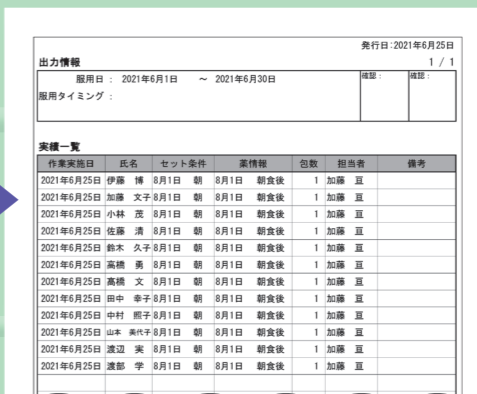 発行日:2021年6月25日
出力情報 1 / 1
服用日 : 2021年6月1日 ～ 2021年6月30日 確認: 確認:
服用タイミング :
実績一覧
作業実施日 氏名 セット条件 薬情報 包数 担当者 備考
2021年6月25日 伊藤 博 8月1日 朝 8月1日 朝食後 1 加藤 亘
2021年6月25日 加藤 文子 8月1日 朝 8月1日 朝食後 1 加藤 亘
2021年6月25日 小林 茂 8月1日 朝 8月1日 朝食後 1 加藤 亘
2021年6月25日 佐藤 清 8月1日 朝 8月1日 朝食後 1 加藤 亘
2021年6月25日 鈴木 久子 8月1日 朝 8月1日 朝食後 1 加藤 亘
2021年6月25日 高橋 勇 8月1日 朝 8月1日 朝食後 1 加藤 亘
2021年6月25日 高橋 文 8月1日 朝 8月1日 朝食後 1 加藤 亘
2021年6月25日 田中 幸子 8月1日 朝 8月1日 朝食後 1 加藤 亘
2021年6月25日 中村 照子 8月1日 朝 8月1日 朝食後 1 加藤 亘
2021年6月25日 山本 美代子 8月1日 朝 8月1日 朝食後 1 加藤 亘
2021年6月25日 渡辺 実 8月1日 朝 8月1日 朝食後 1 加藤 亘
2021年6月25日 渡部 学 8月1日 朝 8月1日 朝食後 1 加藤 亘